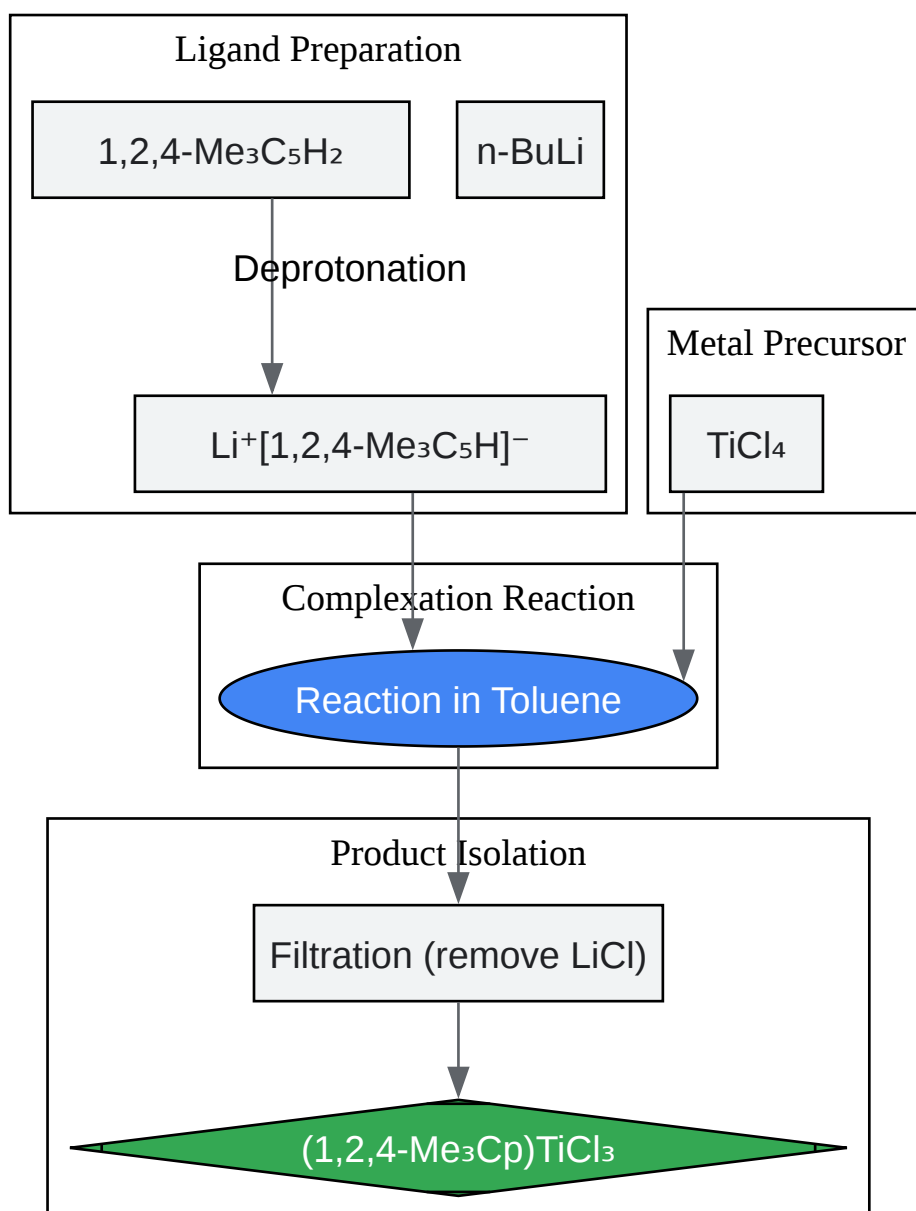 Ligand Preparation
1,2,4-Me₃C₅H₂
n-BuLi
Deprotonation
Metal Precursor
Li⁺[1,2,4-Me₃C₅H]⁻
TiCl₄
Complexation Reaction
Reaction in Toluene
Product Isolation
Filtration (remove LiCl)
(1,2,4-Me₃Cp)TiCl₃